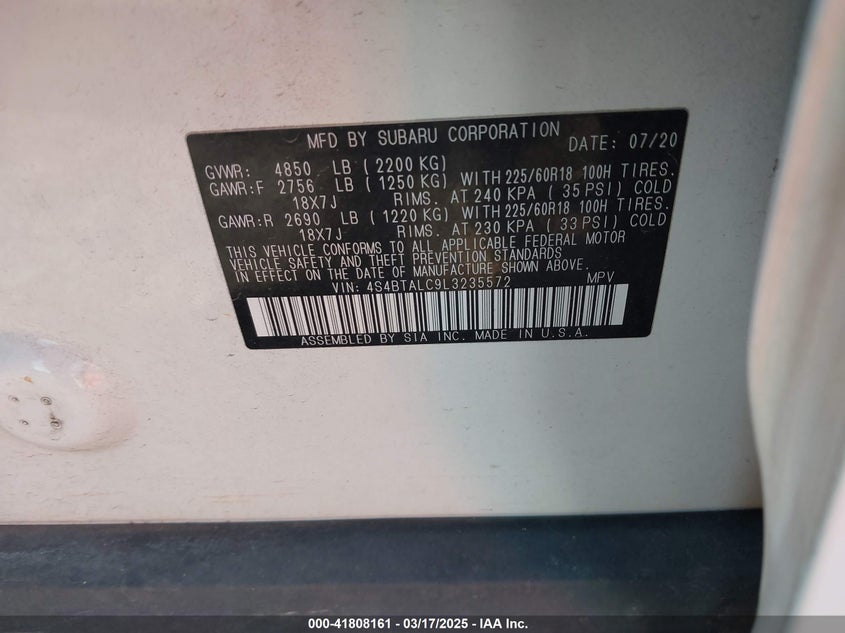 MFD BY SUBARU CORPORATION DATE: 07/20
GVWR: 4850 LB (2200 KG)
GAWR:F 2756 LB (1250 KG) WITH 225/60R18 100H TIRES.
18X7J RIMS. AT 240 KPA (35 PSI) COLD
GAWR:R 2690 LB (1220 KG) WITH 225/60R18 100H TIRES.
18X7J RIMS. AT 230 KPA (33 PSI) COLD
THIS VEHICLE CONFORMS TO ALL APPLICABLE FEDERAL MOTOR
VEHICLE SAFETY AND THEFT PREVENTION STANDARDS
IN EFFECT ON THE DATE OF MANUFACTURE SHOWN ABOVE.
VIN: 4S4BTALC9L3235572 MPV
ASSEMBLED BY SIA INC. MADE IN U.S.A.
000-41808161 - 03/17/2025 - IAA Inc.